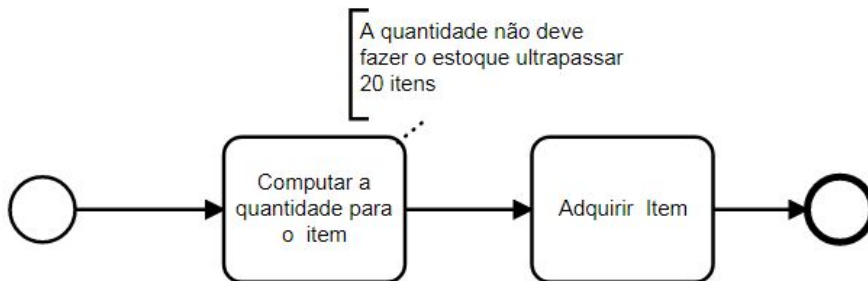 A quantidade não deve
fazer o estoque ultrapassar
20 itens
Computar a
quantidade para
o item
Adquirir Item